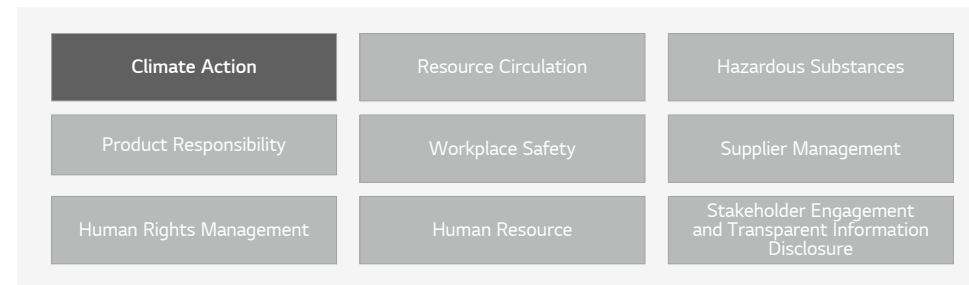 Climate Action
Resource Circulation
Hazardous Substances
Product Responsibility
Workplace Safety
Supplier Management
Human Rights Management
Human Resource
Stakeholder Engagement
and Transparent Information
Disclosure